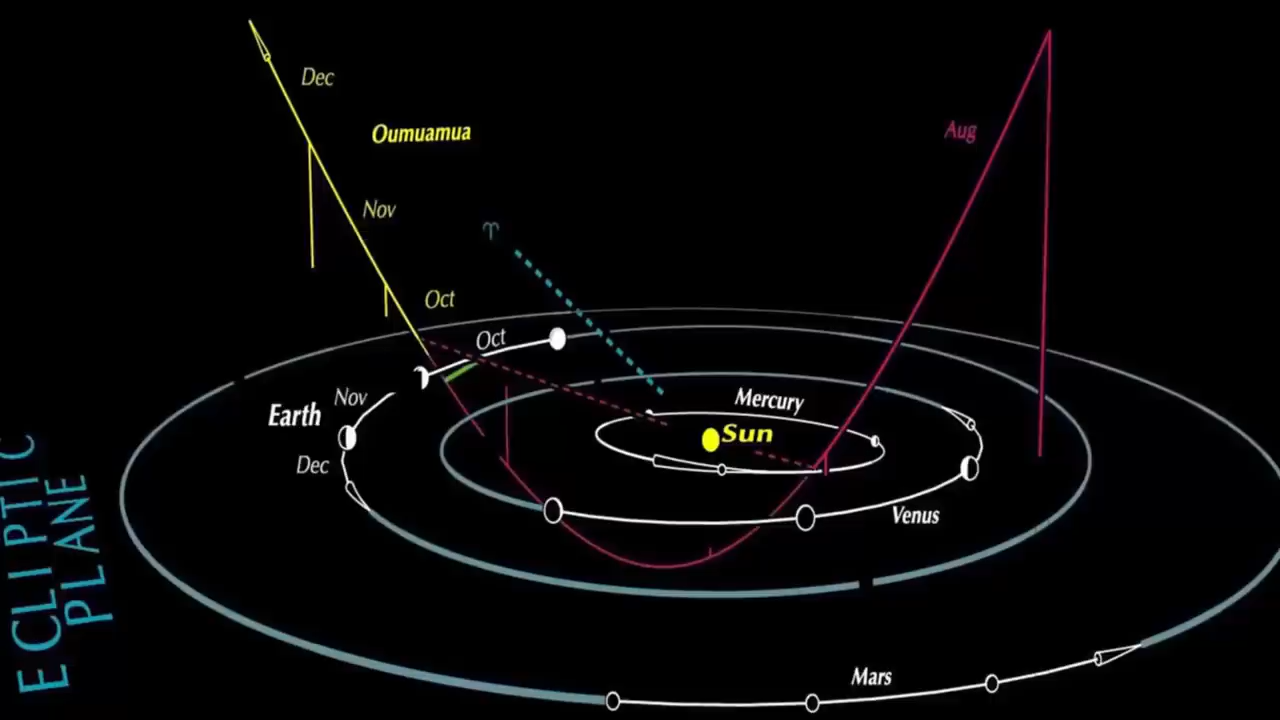 Dec
Oumuamua
Aug
Nov
♈
Oct
Oct
Mercury
Nov
Earth
Sun
Dec
Venus
ECLIPTIC
PLANE
Mars